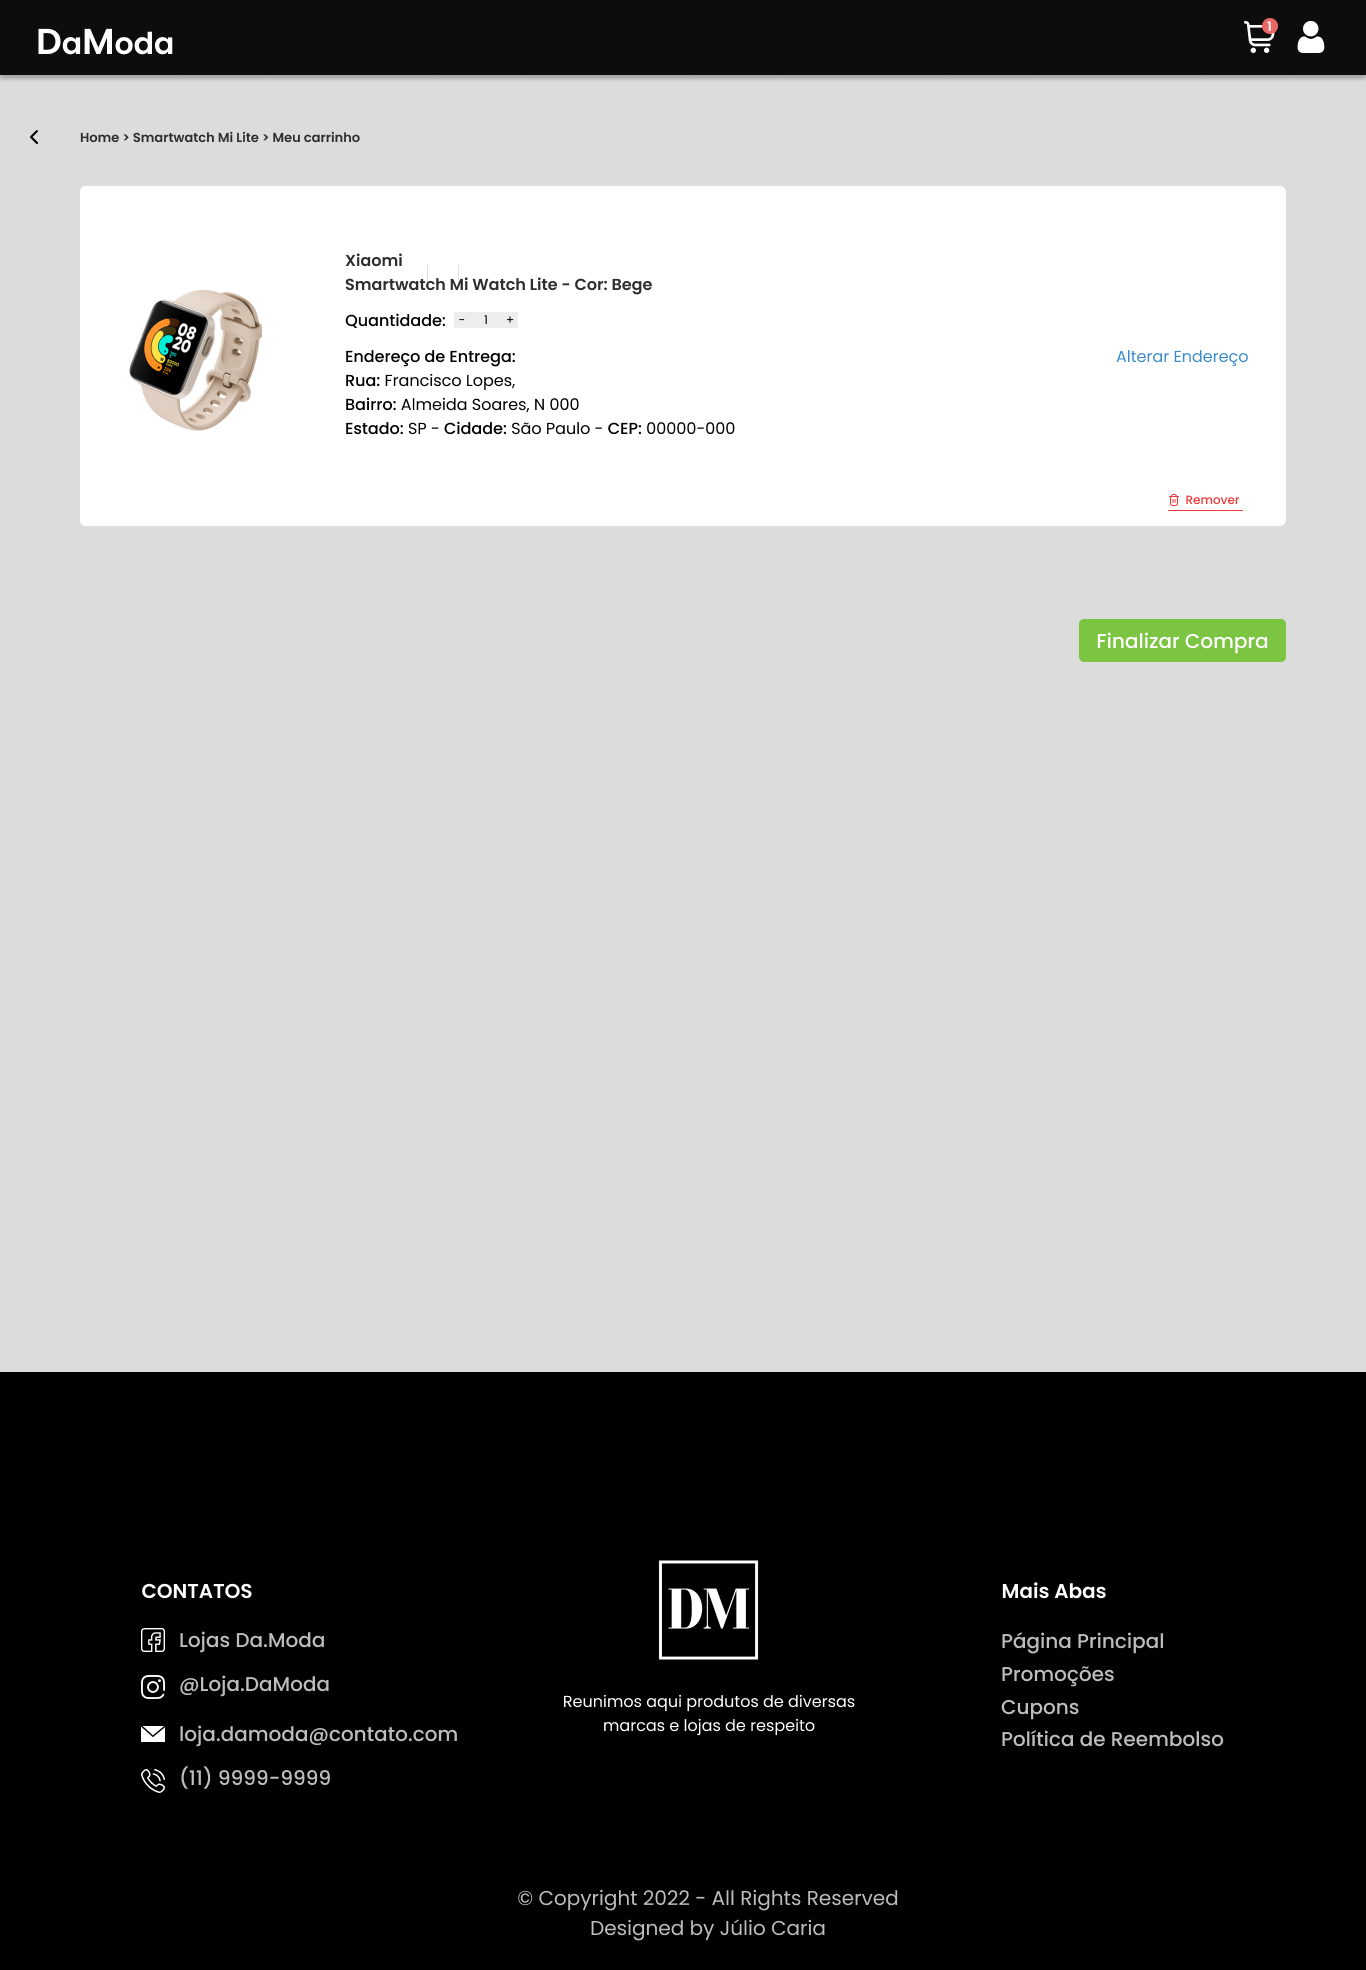 DaModa
1
Home > Smartwatch Mi Lite > Meu carrinho
Xiaomi
Smartwatch Mi Watch Lite - Cor: Bege
Quantidade: - 1 +
08
20
Endereço de Entrega:
Alterar Endereço
Rua: Francisco Lopes,
Bairro: Almeida Soares, N 000
Estado: SP - Cidade: São Paulo - CEP: 00000-000
Remover
Finalizar Compra
CONTATOS
Lojas Da.Moda
@Loja.DaModa
loja.damoda@contato.com
(11) 9999-9999
DM
Reunimos aqui produtos de diversas
marcas e lojas de respeito
Mais Abas
Página Principal
Promoções
Cupons
Política de Reembolso
© Copyright 2022 - All Rights Reserved
Designed by Júlio Caria